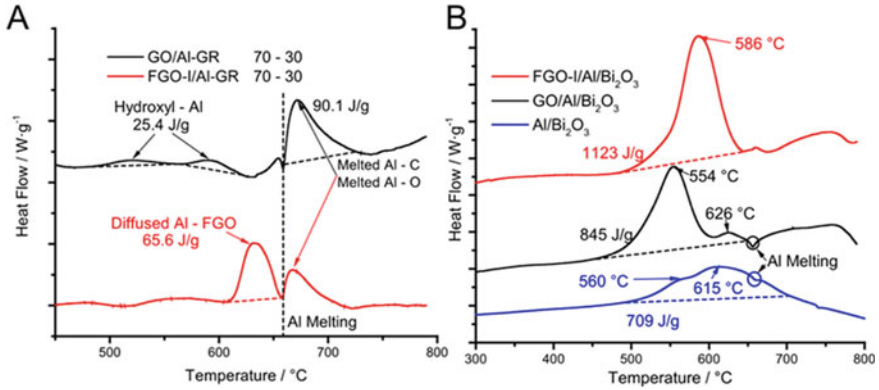 A
GO/Al-GR 70 - 30
FGO-I/Al-GR 70 - 30
Hydroxyl - Al
25.4 J/g
90.1 J/g
Melted Al - C
Melted Al - O
Diffused Al - FGO
65.6 J/g
Al Melting
Heat Flow / W·g⁻¹
500 600 700 800
Temperature / °C
B
586 °C
FGO-I/Al/Bi₂O₃
GO/Al/Bi₂O₃
Al/Bi₂O₃
1123 J/g
554 °C
626 °C
845 J/g
Al Melting
560 °C
615 °C
709 J/g
Heat Flow / W·g⁻¹
300 400 500 600 700 800
Temperature / °C